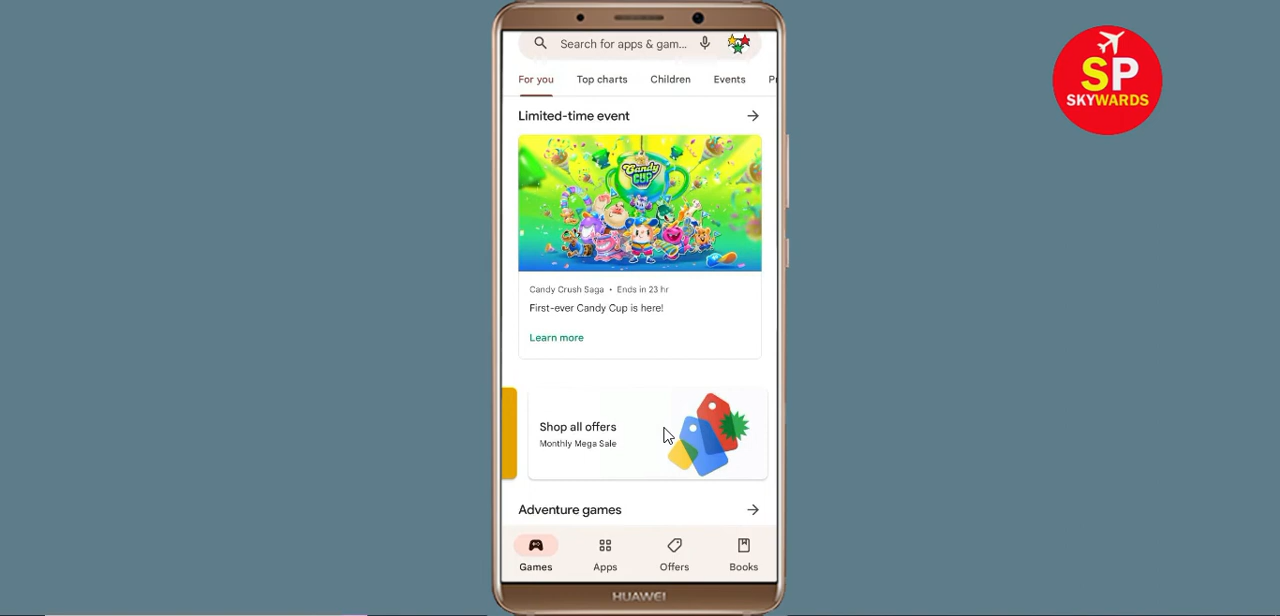 Search for apps & gam...
For you Top charts Children Events P
Limited-time event
Candy CUP
Candy Crush Saga • Ends in 23 hr
First-ever Candy Cup is here!
Learn more
Shop all offers
Monthly Mega Sale
Adventure games
Games Apps Offers Books
HUAWEI
SP
SKYWARDS